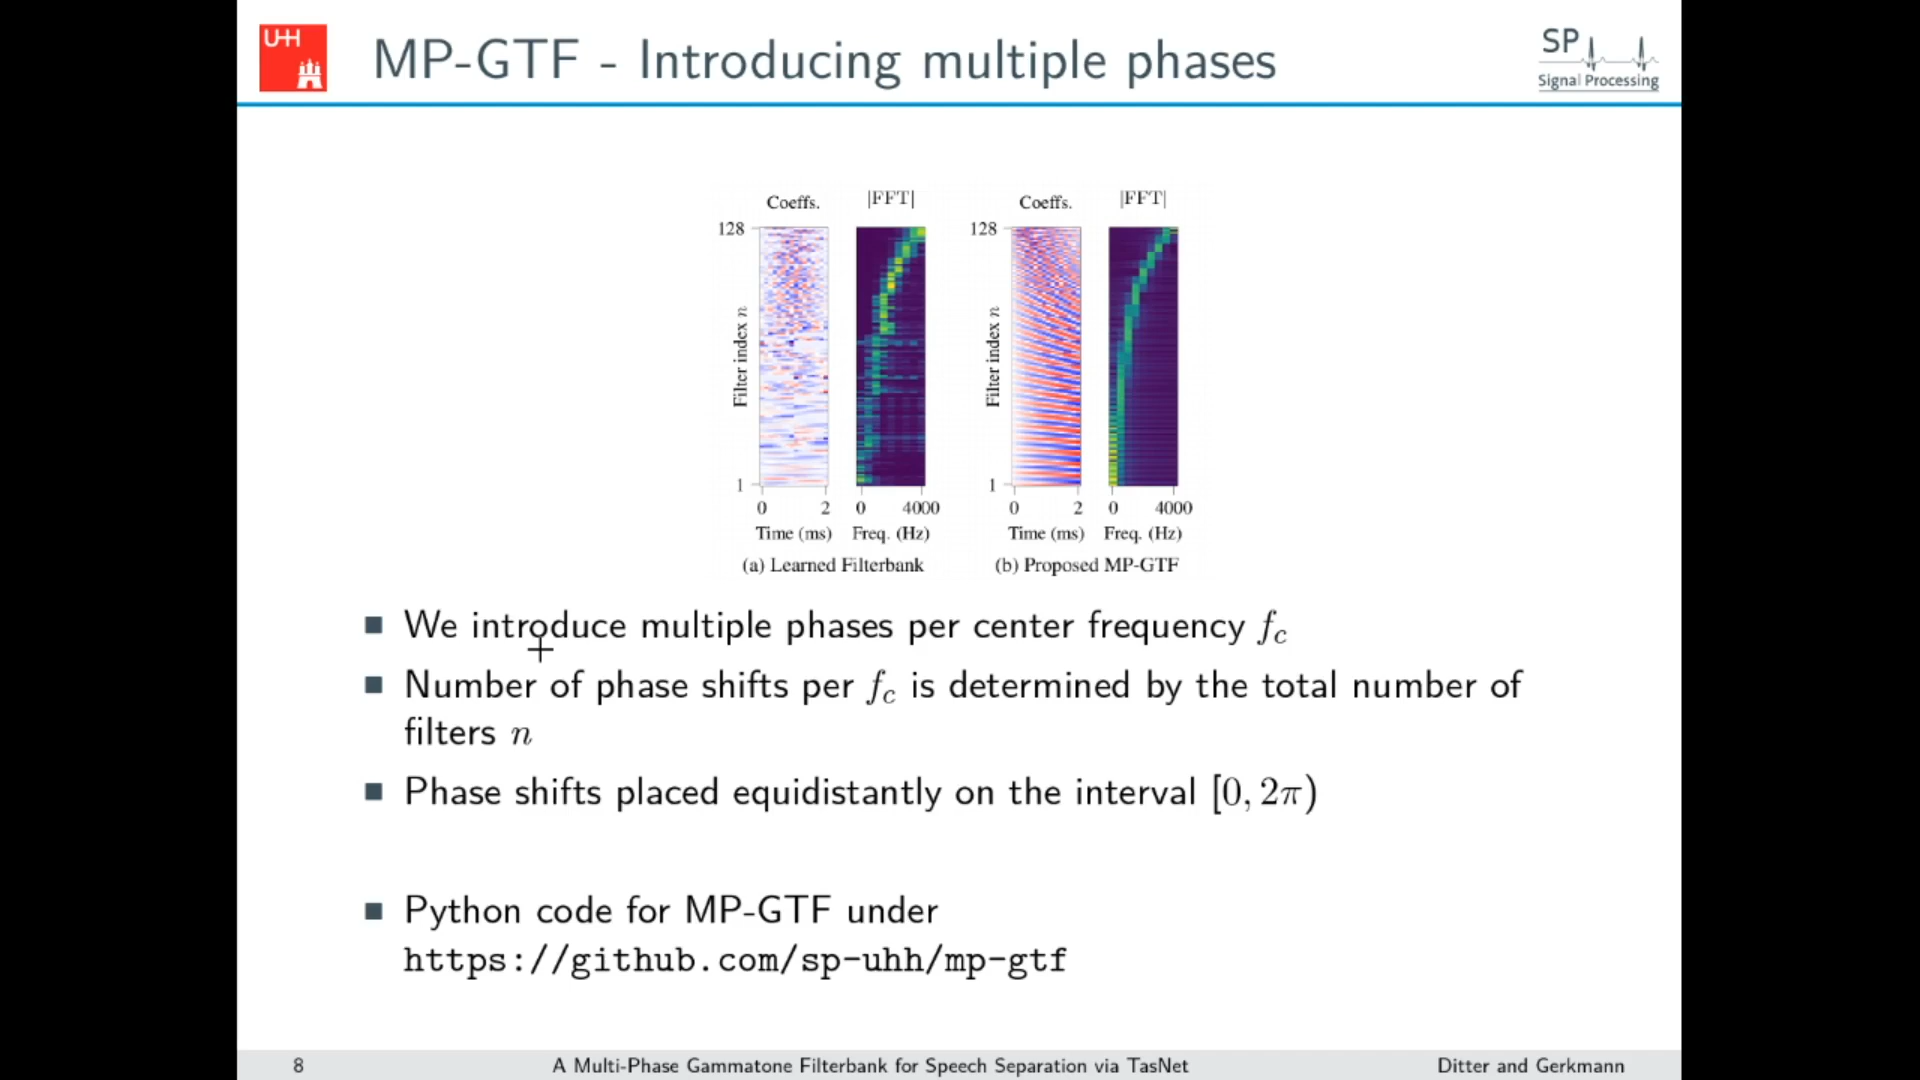 UHH
MP-GTF - Introducing multiple phases
SP
Signal Processing
Coeffs. |FFT| Coeffs. |FFT|
128 128
Filter index n Filter index n
1 1
0 2 0 4000 0 2 0 4000
Time (ms) Freq. (Hz) Time (ms) Freq. (Hz)
(a) Learned Filterbank (b) Proposed MP-GTF
We introduce multiple phases per center frequency f_c
Number of phase shifts per f_c is determined by the total number of
filters n
Phase shifts placed equidistantly on the interval [0, 2π)
Python code for MP-GTF under
https://github.com/sp-uhh/mp-gtf
8 A Multi-Phase Gammatone Filterbank for Speech Separation via TasNet Ditter and Gerkmann